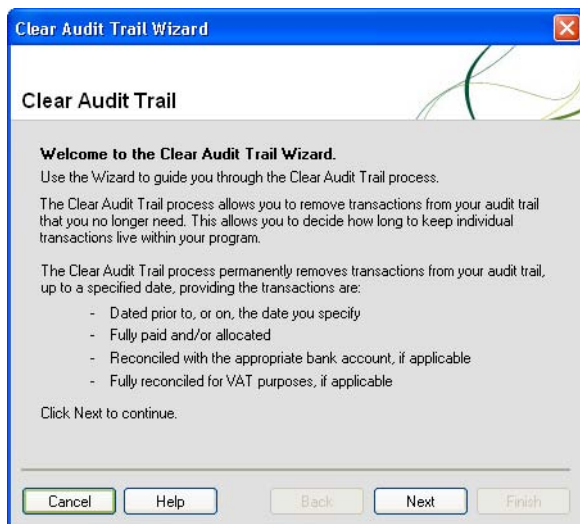 Clear Audit Trail Wizard
Clear Audit Trail
Welcome to the Clear Audit Trail Wizard.
Use the Wizard to guide you through the Clear Audit Trail process.
The Clear Audit Trail process allows you to remove transactions from your audit trail
that you no longer need. This allows you to decide how long to keep individual
transactions live within your program.
The Clear Audit Trail process permanently removes transactions from your audit trail,
up to a specified date, providing the transactions are:
- Dated prior to, or on, the date you specify
- Fully paid and/or allocated
- Reconciled with the appropriate bank account, if applicable
- Fully reconciled for VAT purposes, if applicable
Click Next to continue.
Cancel Help Back Next Finish